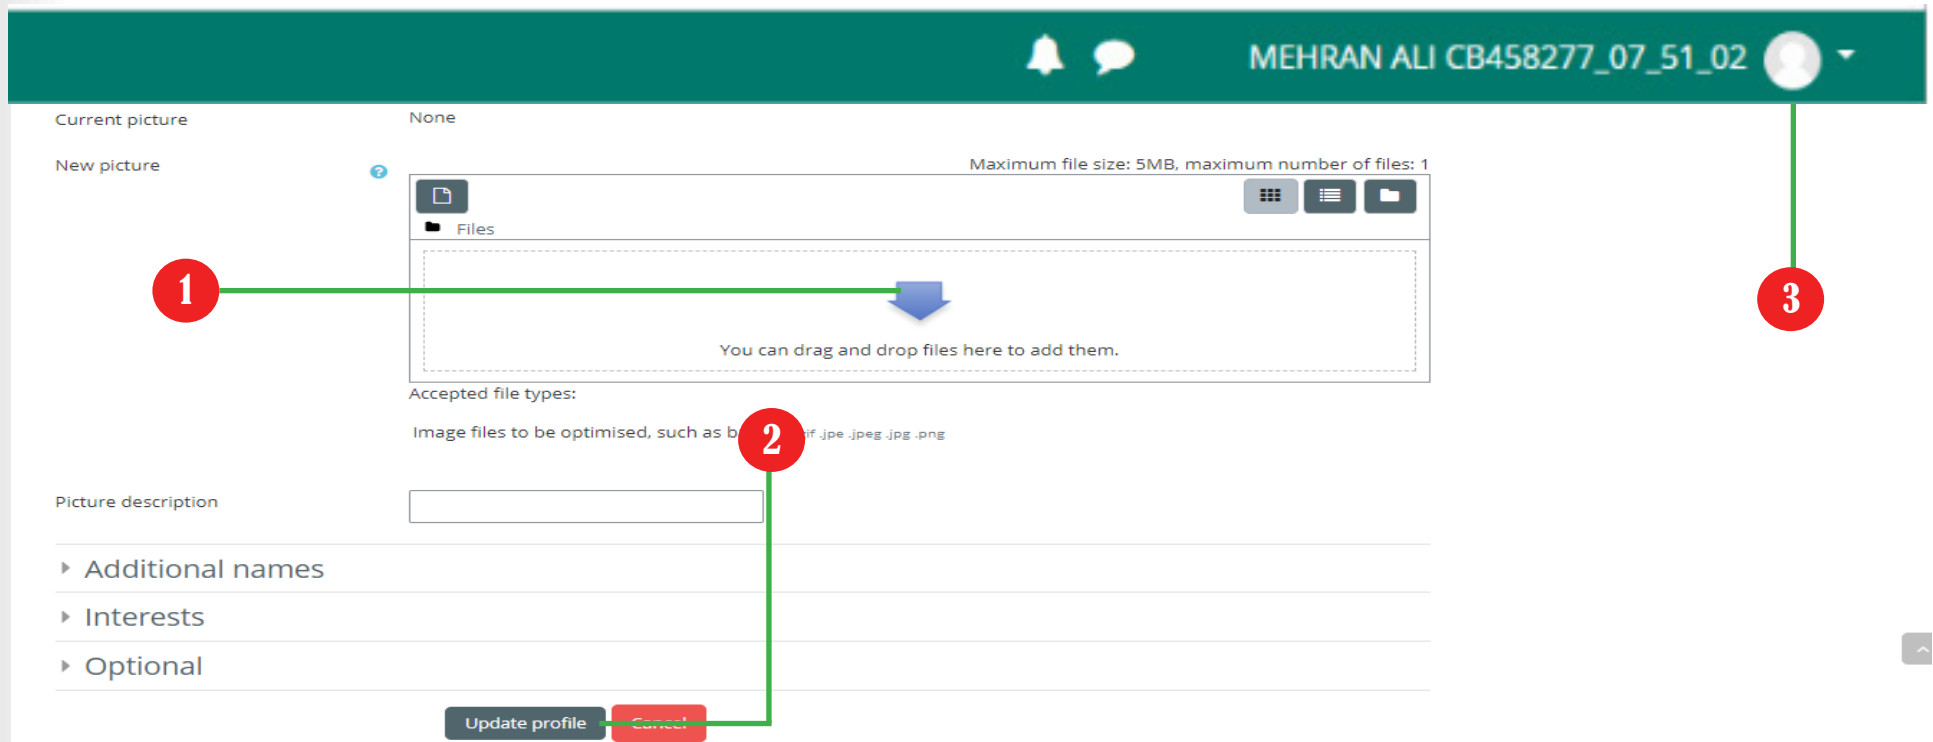 MEHRAN ALI CB458277_07_51_02
Current picture
None
New picture
Maximum file size: 5MB, maximum number of files: 1
Files
1
3
You can drag and drop files here to add them.
Accepted file types:
Image files to be optimised, such as b 2 if .jpe .jpeg .jpg .png
Picture description
Additional names
Interests
Optional
Update profile
Cancel